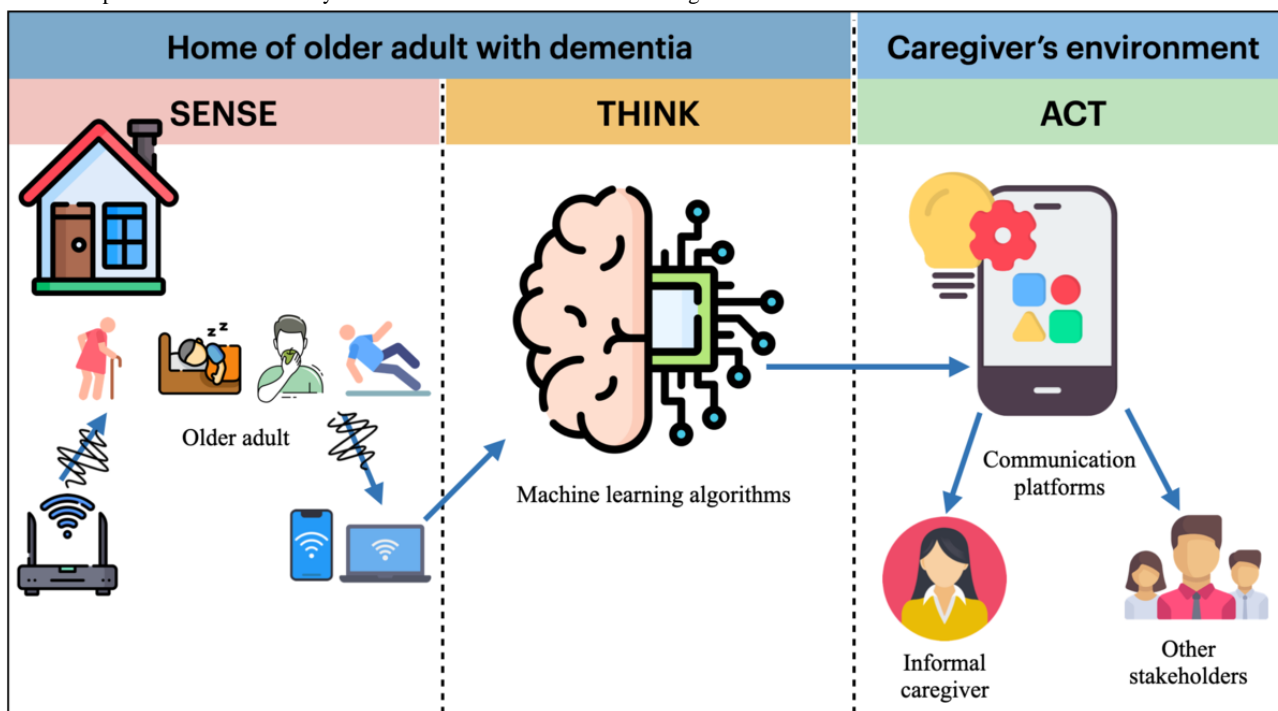 Home of older adult with dementia
Caregiver's environment
SENSE
THINK
ACT
z z
Older adult
Machine learning algorithms
Communication
platforms
Informal
caregiver
Other
stakeholders